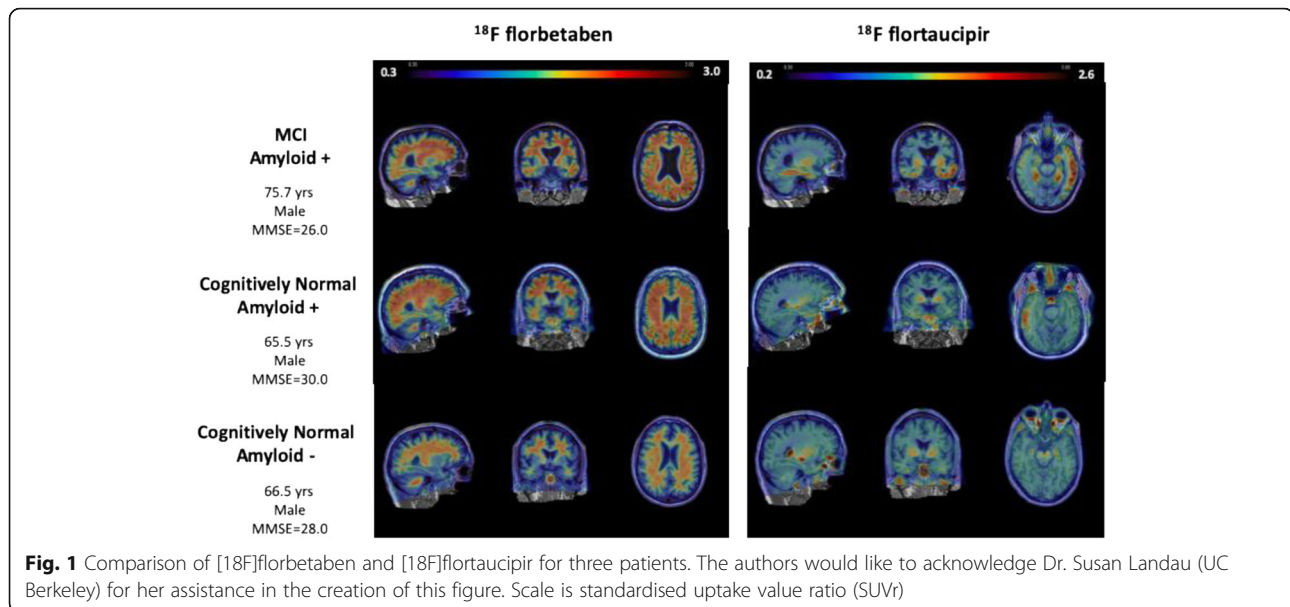 ¹⁸F florbetaben
¹⁸F flortaucipir
0.3
0.30
3.00
3.0
0.2
2.6
MCI
Amyloid +
75.7 yrs
Male
MMSE=26.0
Cognitively Normal
Amyloid +
65.5 yrs
Male
MMSE=30.0
Cognitively Normal
Amyloid -
66.5 yrs
Male
MMSE=28.0
Fig. 1 Comparison of [18F]florbetaben and [18F]flortaucipir for three patients. The authors would like to acknowledge Dr. Susan Landau (UC
Berkeley) for her assistance in the creation of this figure. Scale is standardised uptake value ratio (SUVr)